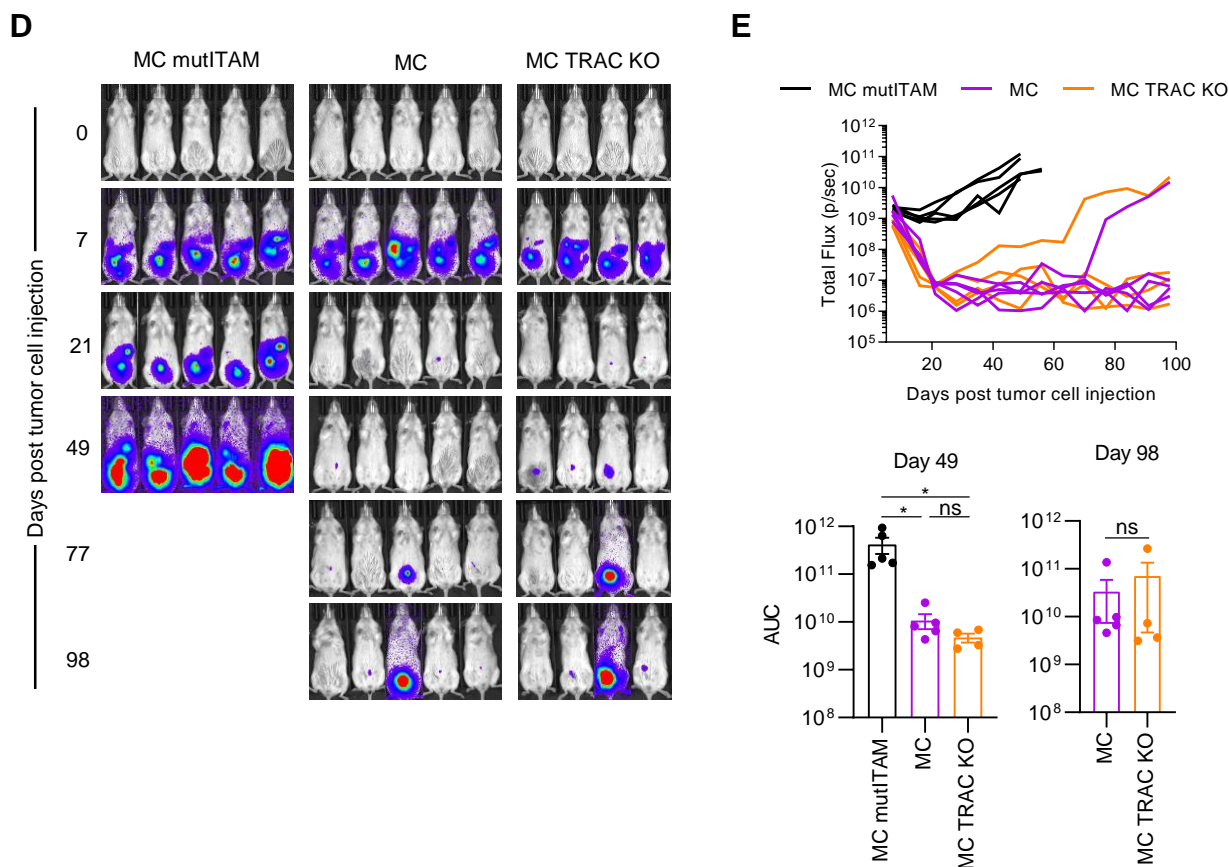 D
MC mutITAM MC MC TRAC KO
Days post tumor cell injection
0
7
21
49
77
98
E
MC mutITAM MC MC TRAC KO
Total Flux (p/sec)
10¹²
10¹¹
10¹⁰
10⁹
10⁸
10⁷
10⁶
10⁵
20 40 60 80 100
Days post tumor cell injection
Day 49
*
* ns
AUC
10¹²
10¹¹
10¹⁰
10⁹
10⁸
MC mutITAM
MC
MC TRAC KO
Day 98
ns
10¹²
10¹¹
10¹⁰
10⁹
10⁸
MC
MC TRAC KO